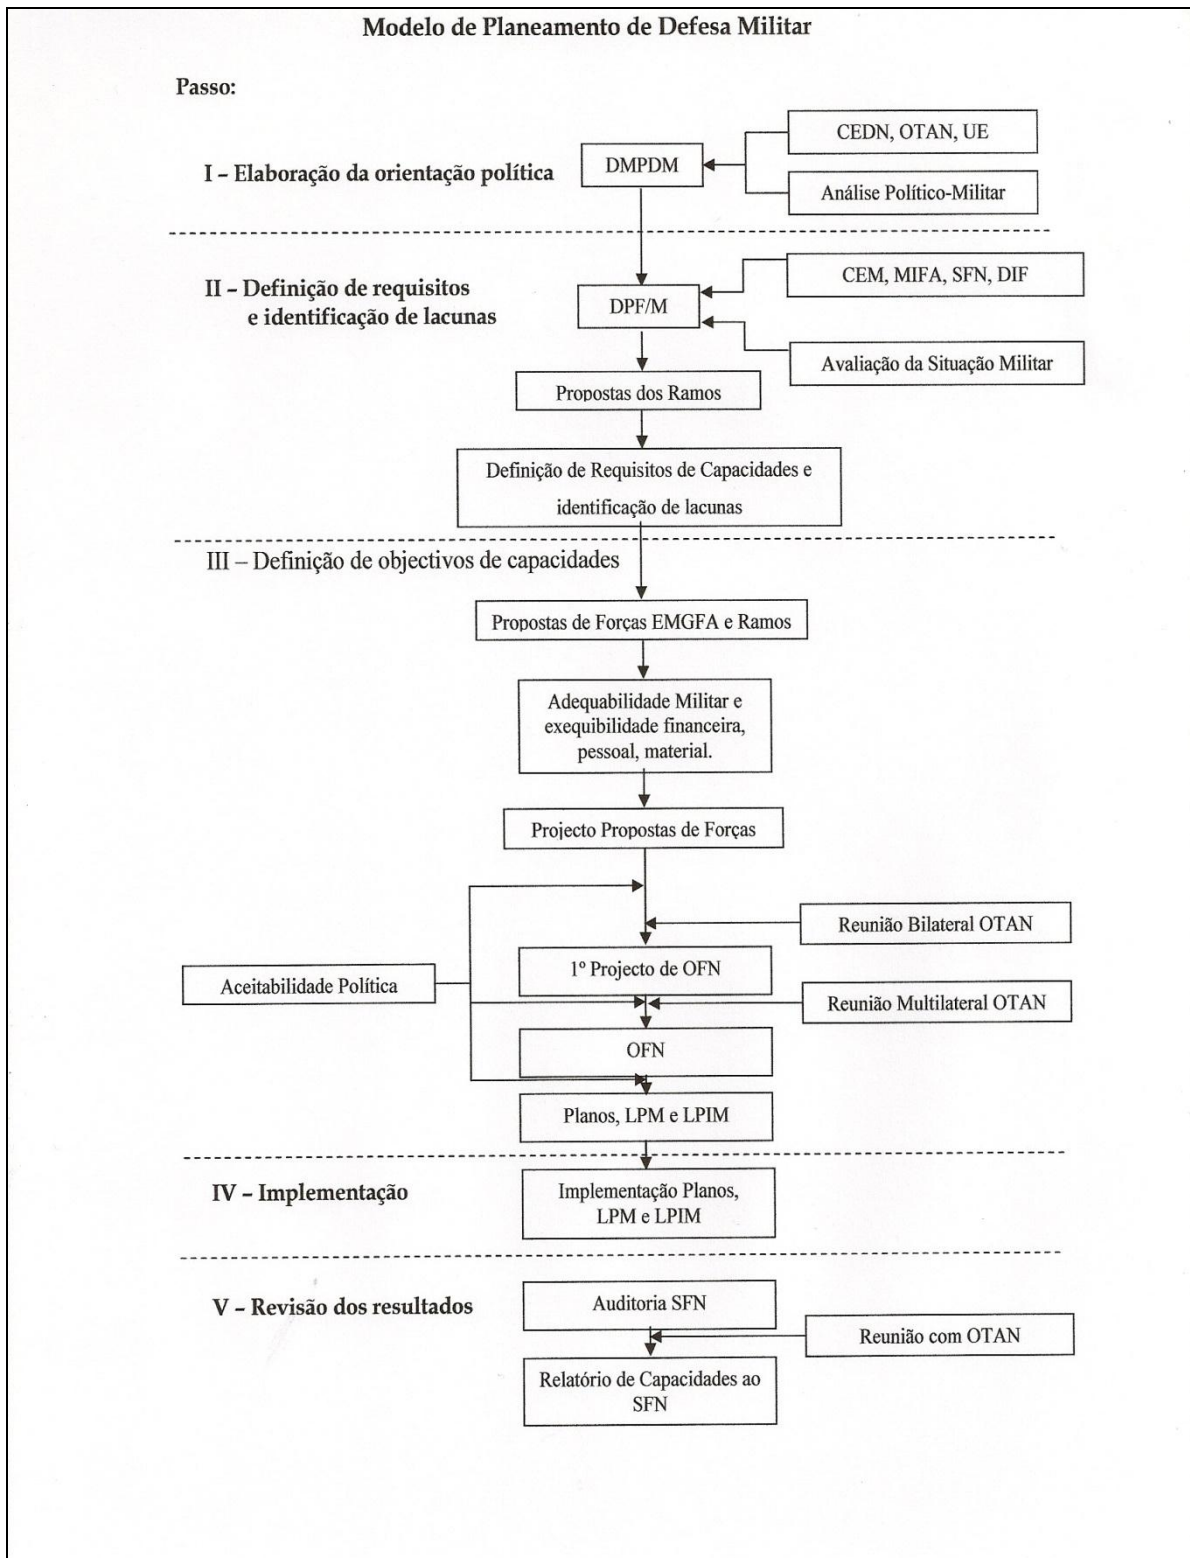 Modelo de Planeamento de Defesa Militar
Passo:
CEDN, OTAN, UE
I – Elaboração da orientação política
DMPDM
Análise Político-Militar
II – Definição de requisitos
e identificação de lacunas
CEM, MIFA, SFN, DIF
DPF/M
Avaliação da Situação Militar
Propostas dos Ramos
Definição de Requisitos de Capacidades e
identificação de lacunas
III – Definição de objectivos de capacidades
Propostas de Forças EMGFA e Ramos
Adequabilidade Militar e
exequibilidade financeira,
pessoal, material.
Projecto Propostas de Forças
Reunião Bilateral OTAN
1º Projecto de OFN
Aceitabilidade Política
Reunião Multilateral OTAN
OFN
Planos, LPM e LPIM
IV – Implementação
Implementação Planos,
LPM e LPIM
V – Revisão dos resultados
Auditoria SFN
Reunião com OTAN
Relatório de Capacidades ao
SFN